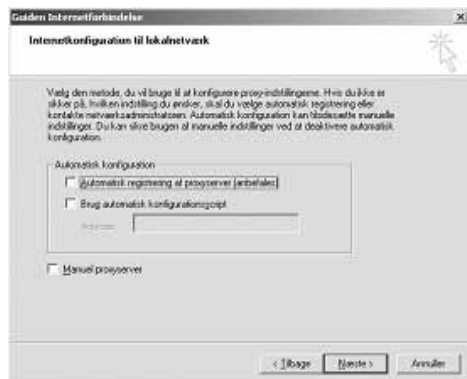 Guiden Internetforbindelse
Internetkonfiguration til lokalnetværk
Vælg den metode, du vil bruge til at konfigurere proxy-indstillingerne. Hvis du ikke er
sikker på, hvilken indstilling du ønsker, skal du vælge automatisk registrering eller
kontakte netværksadministratoren. Automatisk konfiguration kan tilsidesætte manuelle
indstillinger. Du kan sikre brugen af manuelle indstillinger ved at deaktivere automatisk
konfiguration.
Automatisk konfiguration
Automatisk registrering af proxyserver (anbefales)
Brug automatisk konfigurationsscript
Adresse:
Manuel proxyserver
< Tilbage
Næste >
Annuller